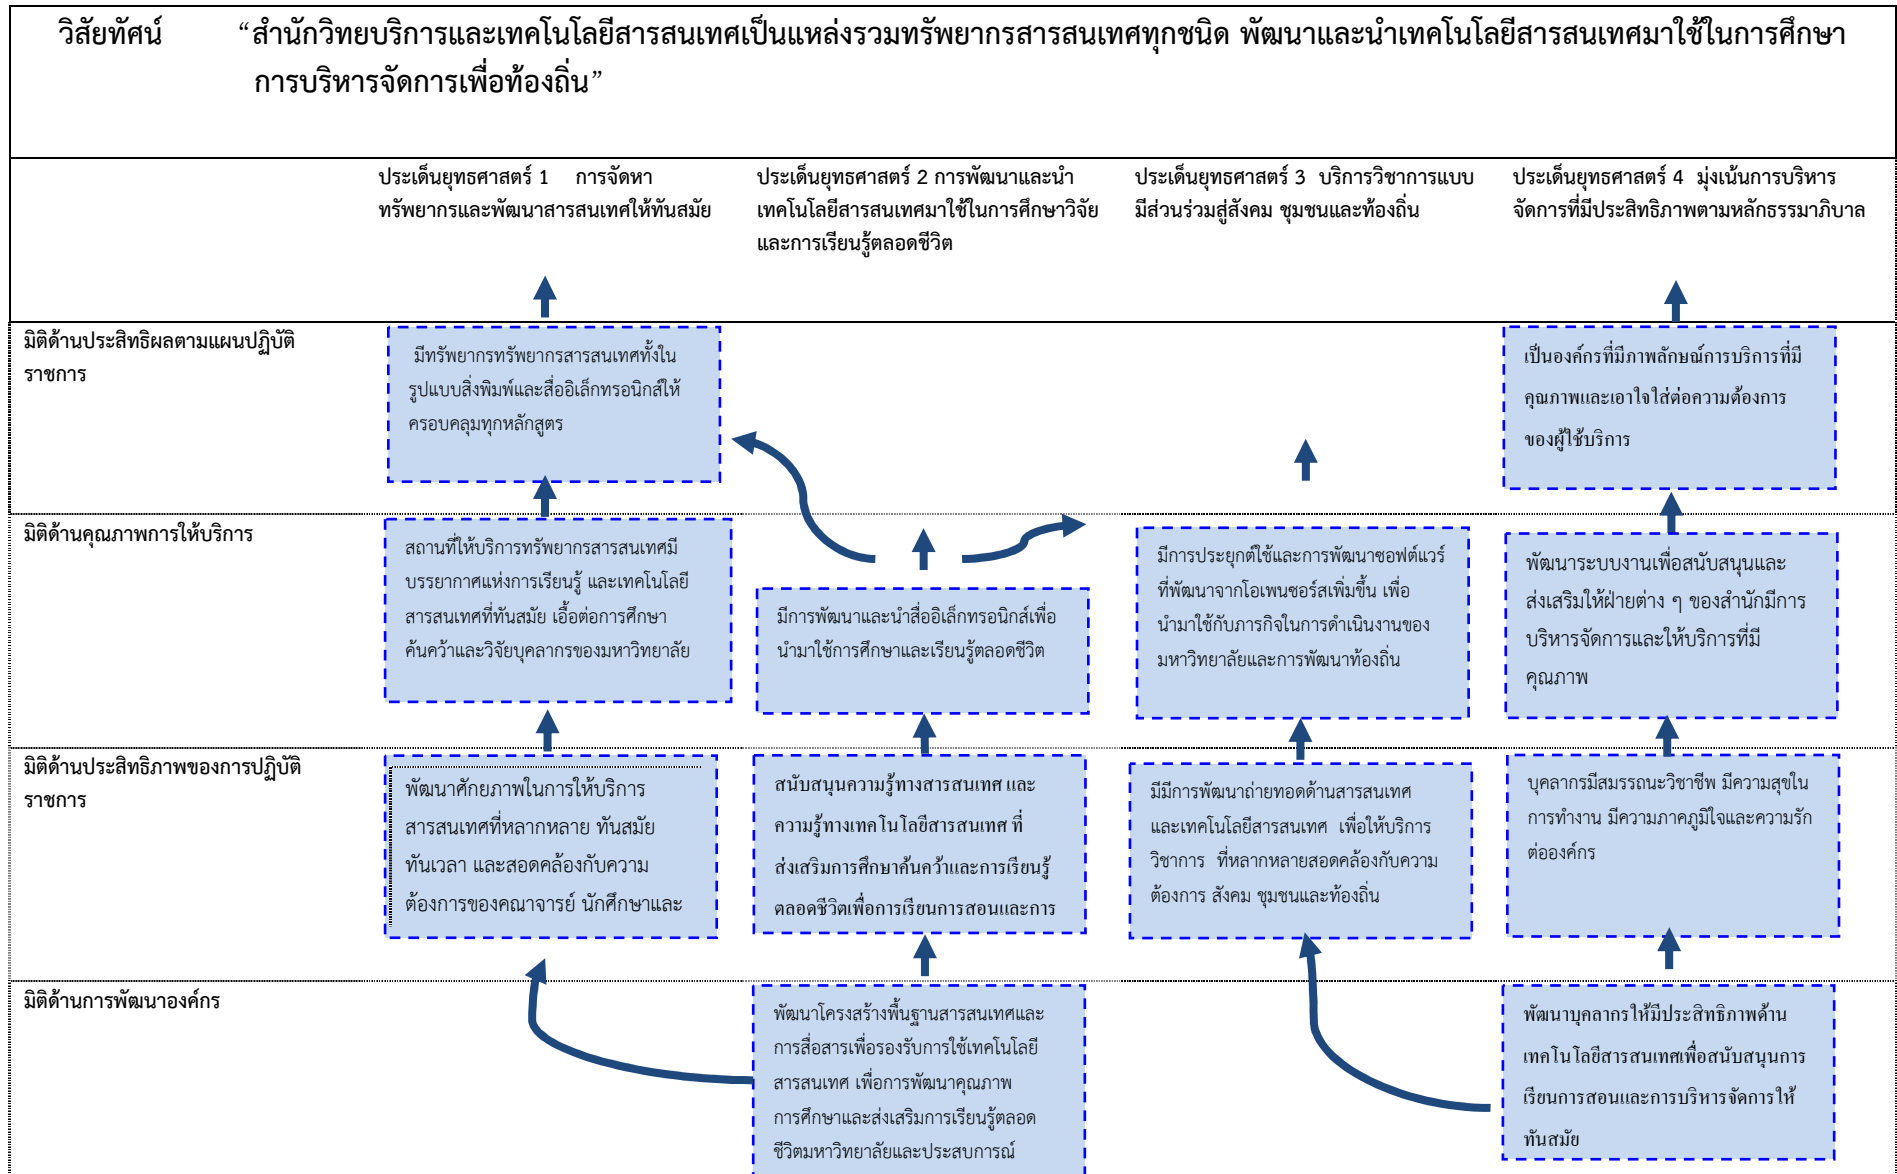 วิสัยทัศน์ “สำนักวิทยบริการและเทคโนโลยีสารสนเทศเป็นแหล่งรวมทรัพยากรสารสนเทศทุกชนิด พัฒนาและนำเทคโนโลยีสารสนเทศมาใช้ในการศึกษา
การบริหารจัดการเพื่อท้องถิ่น”
ประเด็นยุทธศาสตร์ 1 การจัดหา
ทรัพยากรและพัฒนาสารสนเทศให้ทันสมัย
ประเด็นยุทธศาสตร์ 2 การพัฒนาและนำ
เทคโนโลยีสารสนเทศมาใช้ในการศึกษาวิจัย
และการเรียนรู้ตลอดชีวิต
ประเด็นยุทธศาสตร์ 3 บริการวิชาการแบบ
มีส่วนร่วมสู่สังคม ชุมชนและท้องถิ่น
ประเด็นยุทธศาสตร์ 4 มุ่งเน้นการบริหาร
จัดการที่มีประสิทธิภาพตามหลักธรรมาภิบาล
มิติด้านประสิทธิผลตามแผนปฏิบัติ
ราชการ
มีทรัพยากรทรัพยากรสารสนเทศทั้งใน
รูปแบบสิ่งพิมพ์และสื่ออิเล็กทรอนิกส์ให้
ครอบคลุมทุกหลักสูตร
เป็นองค์กรที่มีภาพลักษณ์การบริการที่มี
คุณภาพและเอาใจใส่ต่อความต้องการ
ของผู้ใช้บริการ
มิติด้านคุณภาพการให้บริการ
สถานที่ให้บริการทรัพยากรสารสนเทศมี
บรรยากาศแห่งการเรียนรู้ และเทคโนโลยี
สารสนเทศที่ทันสมัย เอื้อต่อการศึกษา
ค้นคว้าและวิจัยบุคลากรของมหาวิทยาลัย
มีการพัฒนาและนำสื่ออิเล็กทรอนิกส์เพื่อ
นำมาใช้การศึกษาและเรียนรู้ตลอดชีวิต
มีการประยุกต์ใช้และการพัฒนาซอฟต์แวร์
ที่พัฒนาจากโอเพนซอร์สเพิ่มขึ้น เพื่อ
นำมาใช้กับภารกิจในการดำเนินงานของ
มหาวิทยาลัยและการพัฒนาท้องถิ่น
พัฒนาระบบงานเพื่อสนับสนุนและ
ส่งเสริมให้ฝ่ายต่าง ๆ ของสำนักมีการ
บริหารจัดการและให้บริการที่มี
คุณภาพ
มิติด้านประสิทธิภาพของการปฏิบัติ
ราชการ
พัฒนาศักยภาพในการให้บริการ
สารสนเทศที่หลากหลาย ทันสมัย
ทันเวลา และสอดคล้องกับความ
ต้องการของคณาจารย์ นักศึกษาและ
สนับสนุนความรู้ทางสารสนเทศ และ
ความรู้ทางเทคโนโลยีสารสนเทศ ที่
ส่งเสริมการศึกษาค้นคว้าและการเรียนรู้
ตลอดชีวิตเพื่อการเรียนการสอนและการ
มีมีการพัฒนาถ่ายทอดด้านสารสนเทศ
และเทคโนโลยีสารสนเทศ เพื่อให้บริการ
วิชาการ ที่หลากหลายสอดคล้องกับความ
ต้องการ สังคม ชุมชนและท้องถิ่น
บุคลากรมีสมรรถนะวิชาชีพ มีความสุขใน
การทำงาน มีความภาคภูมิใจและความรัก
ต่อองค์กร
มิติด้านการพัฒนาองค์กร
พัฒนาโครงสร้างพื้นฐานสารสนเทศและ
การสื่อสารเพื่อรองรับการใช้เทคโนโลยี
สารสนเทศ เพื่อการพัฒนาคุณภาพ
การศึกษาและส่งเสริมการเรียนรู้ตลอด
ชีวิตมหาวิทยาลัยและประสบการณ์
พัฒนาบุคลากรให้มีประสิทธิภาพด้าน
เทคโนโลยีสารสนเทศเพื่อสนับสนุนการ
เรียนการสอนและการบริหารจัดการให้
ทันสมัย